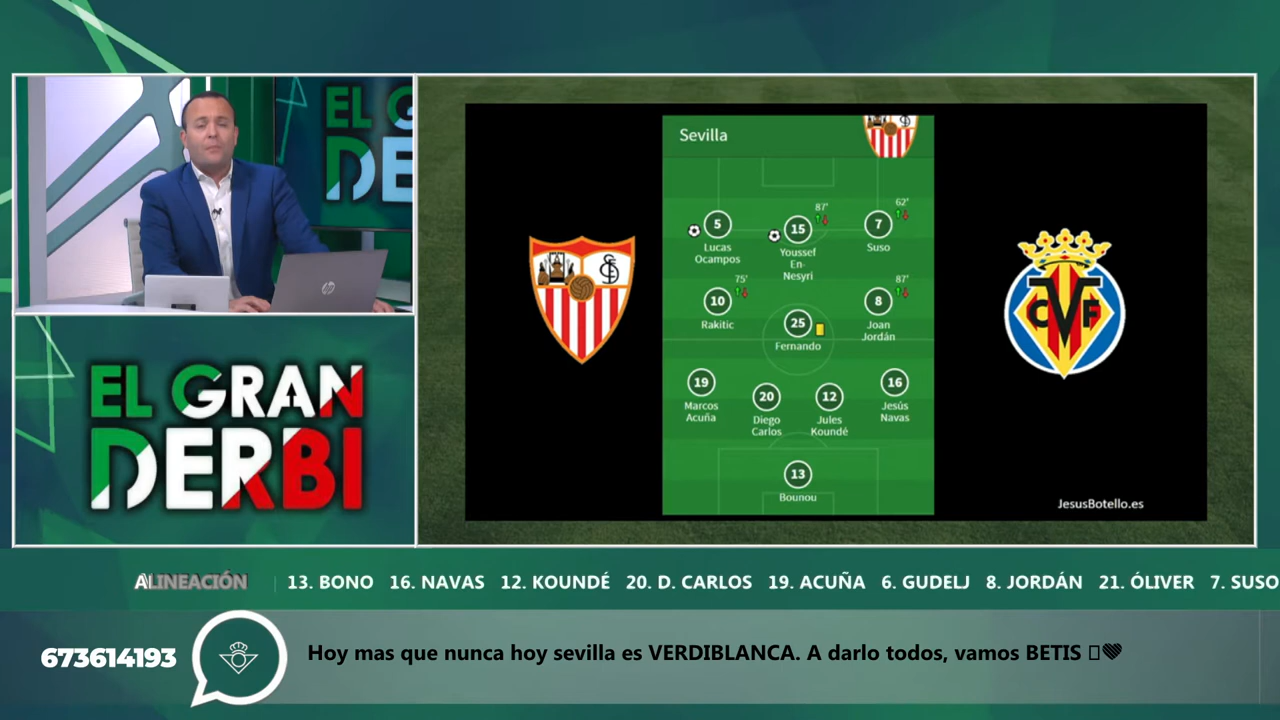 EL G
DE
hp
EL GRAN
DERBI
Sevilla
5
Lucas
Ocampos
87'
15
Youssef
En-
Nesyri
62'
7
Suso
75'
10
Rakitic
25
Fernando
87'
8
Joan
Jordán
19
Marcos
Acuña
20
Diego
Carlos
12
Jules
Koundé
16
Jesús
Navas
13
Bounou
CVF
JesusBotello.es
ALINEACIÓN
13. BONO 16. NAVAS 12. KOUNDÉ 20. D. CARLOS 19. ACUÑA 6. GUDELJ 8. JORDÁN 21. ÓLIVER 7. SUSO
673614193
Hoy mas que nunca hoy sevilla es VERDIBLANCA. A darlo todos, vamos BETIS